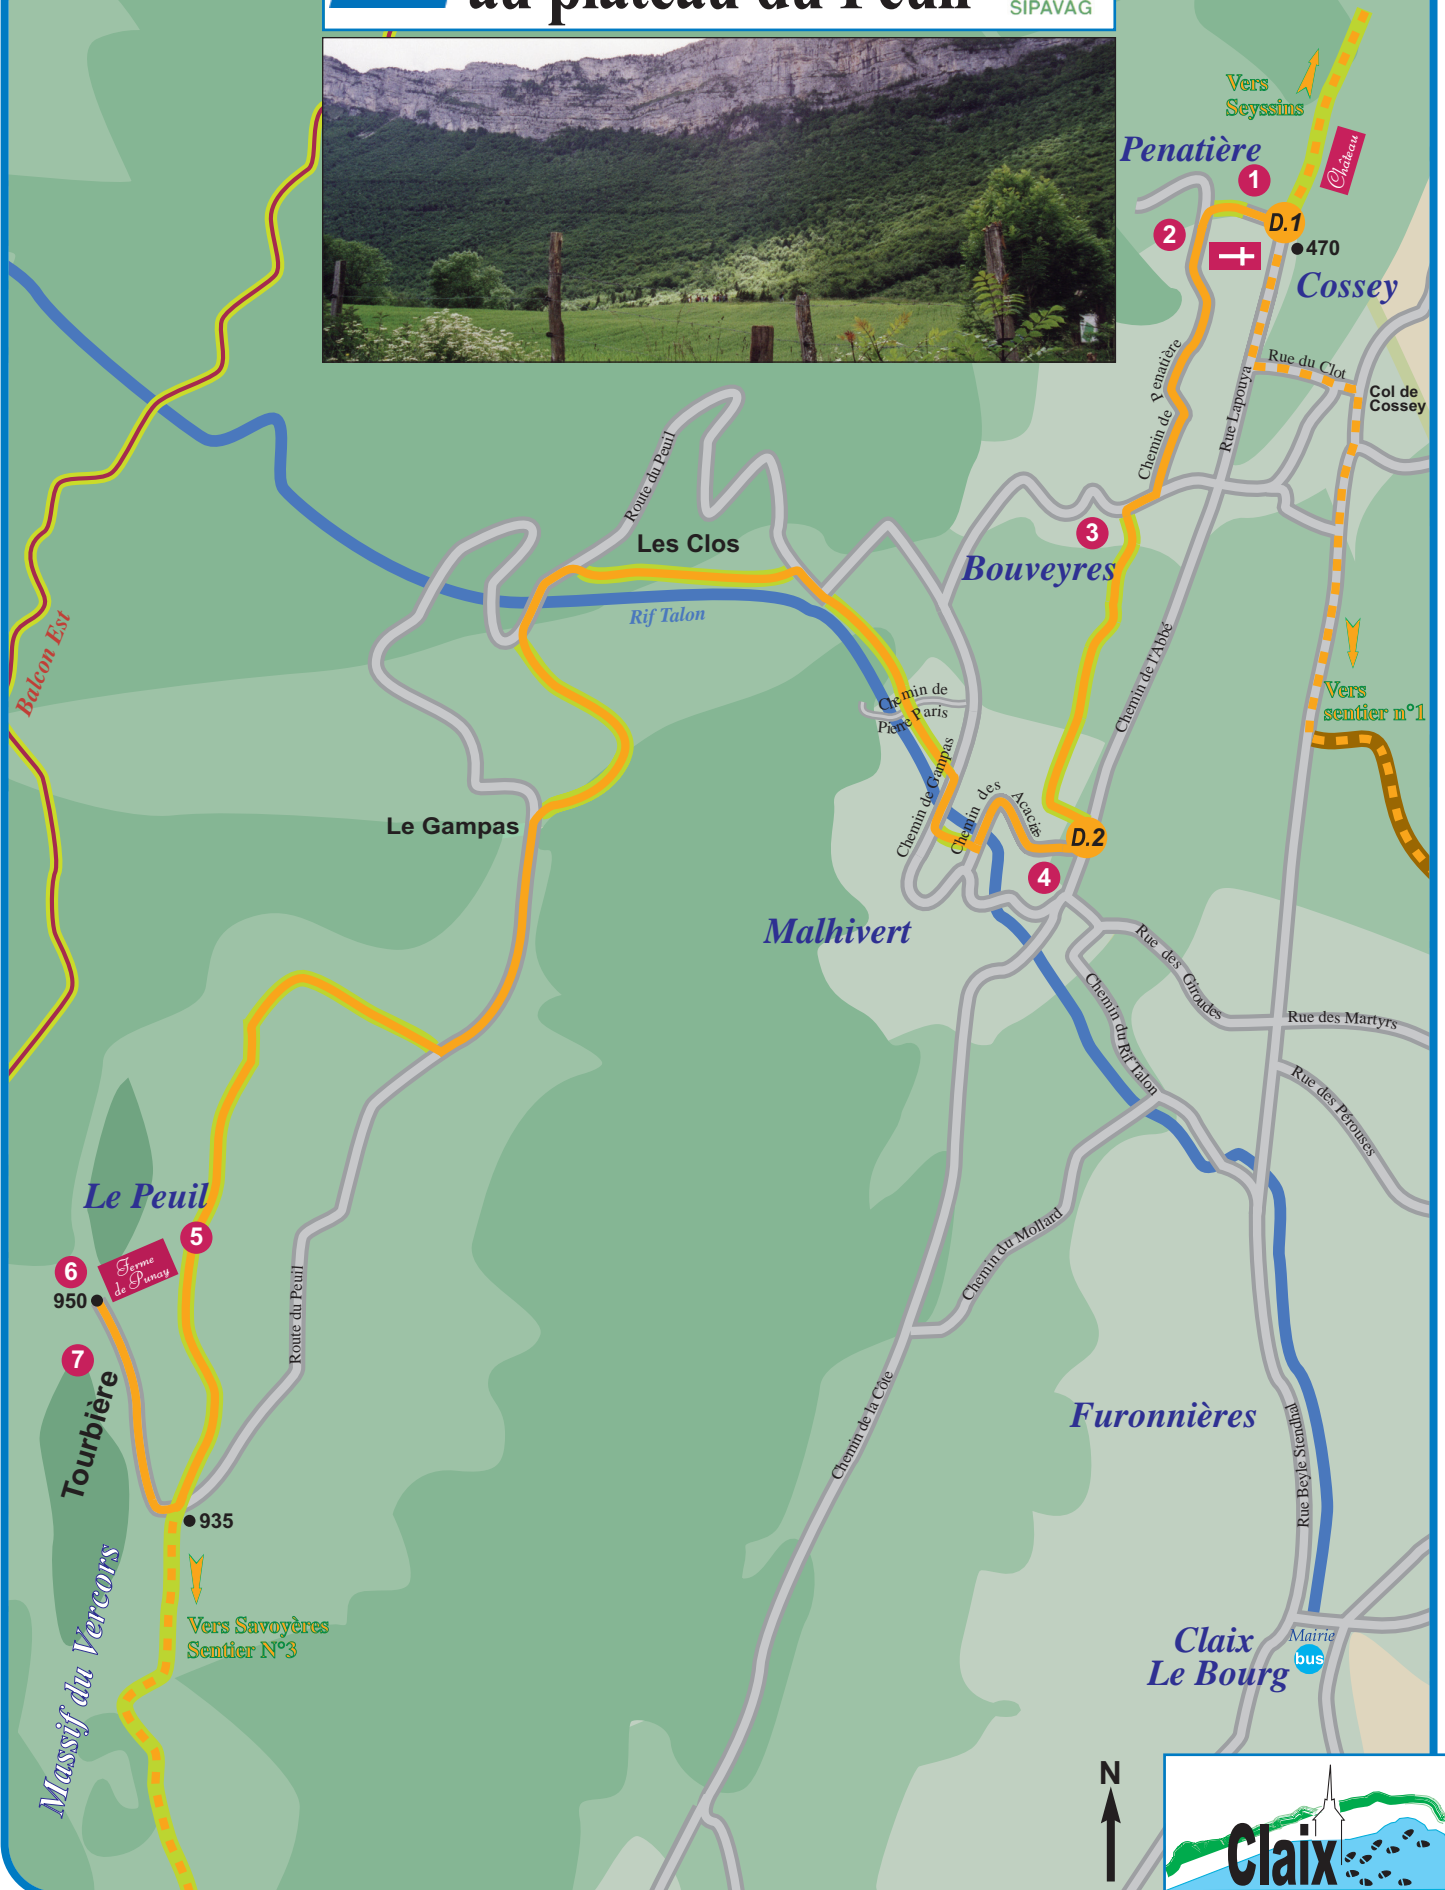 au plateau du Peuil
SIPAVAG
Vers
Seyssins
Château
Penatière
1
D.1
2
470
Cossey
Chemin de Penatière
Rue Lapouya
Rue du Clot
Col de
Cossey
Route du Peuil
Les Clos
3
Bouveyres
Rif Talon
Balcon Est
Chemin de l'Abbé
Vers
sentier n°1
Chemin de
Pierre Paris
Chemin de Gampas
Chemin des Acacias
Le Gampas
D.2
4
Malhivert
Rue des Giroudes
Chemin du Rif Talon
Rue des Martyrs
Rue des Pérouses
Le Peuil
5
6
Ferme
de Punay
950
Route du Peuil
Chemin du Mollard
7
Tourbière
Chemin de la Côte
Furonnières
Rue Beyle Stendhal
935
Massif du Vercors
Vers Savoyères
Sentier N°3
Claix
Le Bourg
Mairie
bus
N
Claix